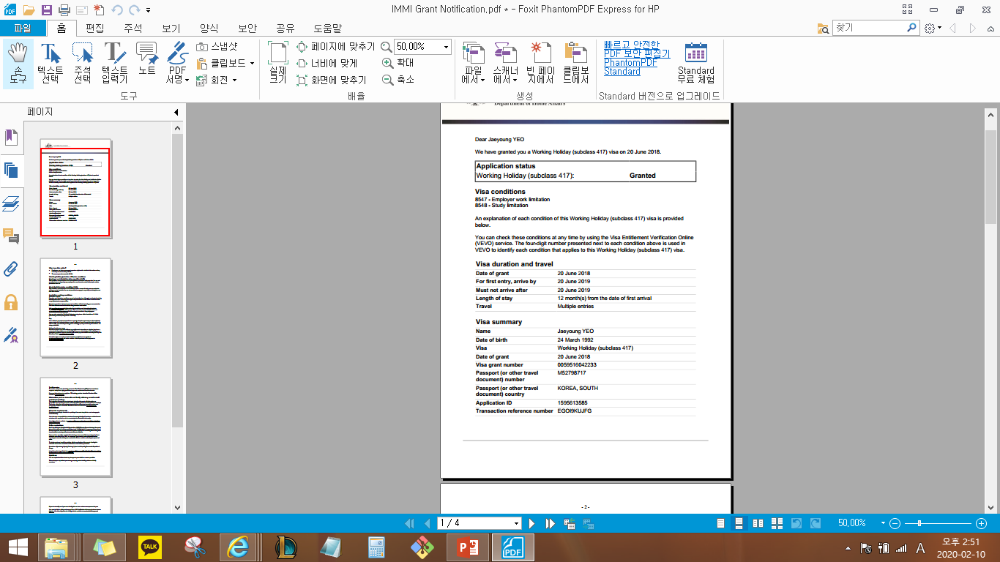 IMMI Grant Notification.pdf * - Foxit PhantomPDF Express for HP
파일 홈 편집 주석 보기 양식 보안 공유 도움말
찾기
손 도구
텍스트 선택
주석 선택
텍스트 입력기
노트
PDF 서명
스냅샷
클립보드
회전
도구
실제 크기
페이지에 맞추기
너비에 맞게
화면에 맞추기
50,00%
확대
축소
배율
파일에서
스캐너에서
빈 페이지에서
클립보드에서
생성
빠르고 안전한
PDF 보안 편집기
PhantomPDF
Standard
Standard 무료 체험
Standard 버전으로 업그레이드
페이지
1
2
3
Department of Home Affairs
Dear Jaeyoung YEO
We have granted you a Working Holiday (subclass 417) visa on 20 June 2018.
Application status
Working Holiday (subclass 417): Granted
Visa conditions
8547 - Employer work limitation
8548 - Study limitation
An explanation of each condition of this Working Holiday (subclass 417) visa is provided
below.
You can check these conditions at any time by using the Visa Entitlement Verification Online
(VEVO) service. The four-digit number presented next to each condition above is used in
VEVO to identify each condition that applies to this Working Holiday (subclass 417) visa.
Visa duration and travel
Date of grant 20 June 2018
For first entry, arrive by 20 June 2019
Must not arrive after 20 June 2019
Length of stay 12 month(s) from the date of first arrival
Travel Multiple entries
Visa summary
Name Jaeyoung YEO
Date of birth 24 March 1992
Visa Working Holiday (subclass 417)
Date of grant 20 June 2018
Visa grant number 0059516042233
Passport (or other travel M52798717
document) number
Passport (or other travel KOREA, SOUTH
document) country
Application ID 1595613585
Transaction reference number EGOI9KUJFG
- 2 -
1 / 4
50,00%
TALK
PDF
A
오후 2:51
2020-02-10